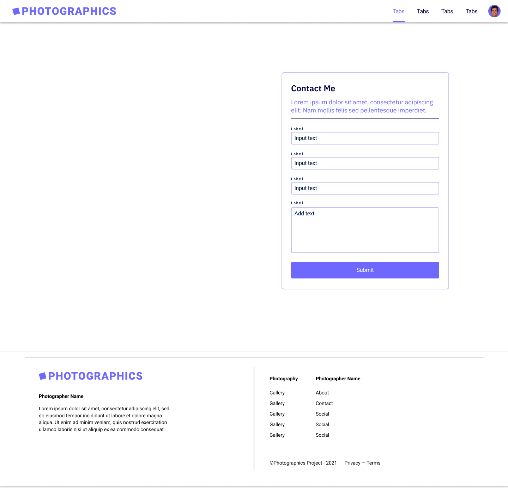 PHOTOGRAPHICS
Tabs Tabs Tabs Tabs
Contact Me
Lorem ipsum dolor sit amet, consectetur adipiscing
elit. Nam mollis tellus sed pellentesque imperdiet.
Label
Input text
Label
Input text
Label
Input text
Label
Add text
Submit
PHOTOGRAPHICS
Photographer Name
Lorem ipsum dolor sit amet, consectetur adipiscing elit, sed
do eiusmod tempor incididunt ut labore et dolore magna
aliqua. Ut enim ad minim veniam, quis nostrud exercitation
ullamco laboris nisi ut aliquip ex ea commodo consequat.
Photography
Gallery
Gallery
Gallery
Gallery
Gallery
Photographer Name
About
Contact
Social
Social
Social
©Photographics Project · 2021 Privacy — Terms